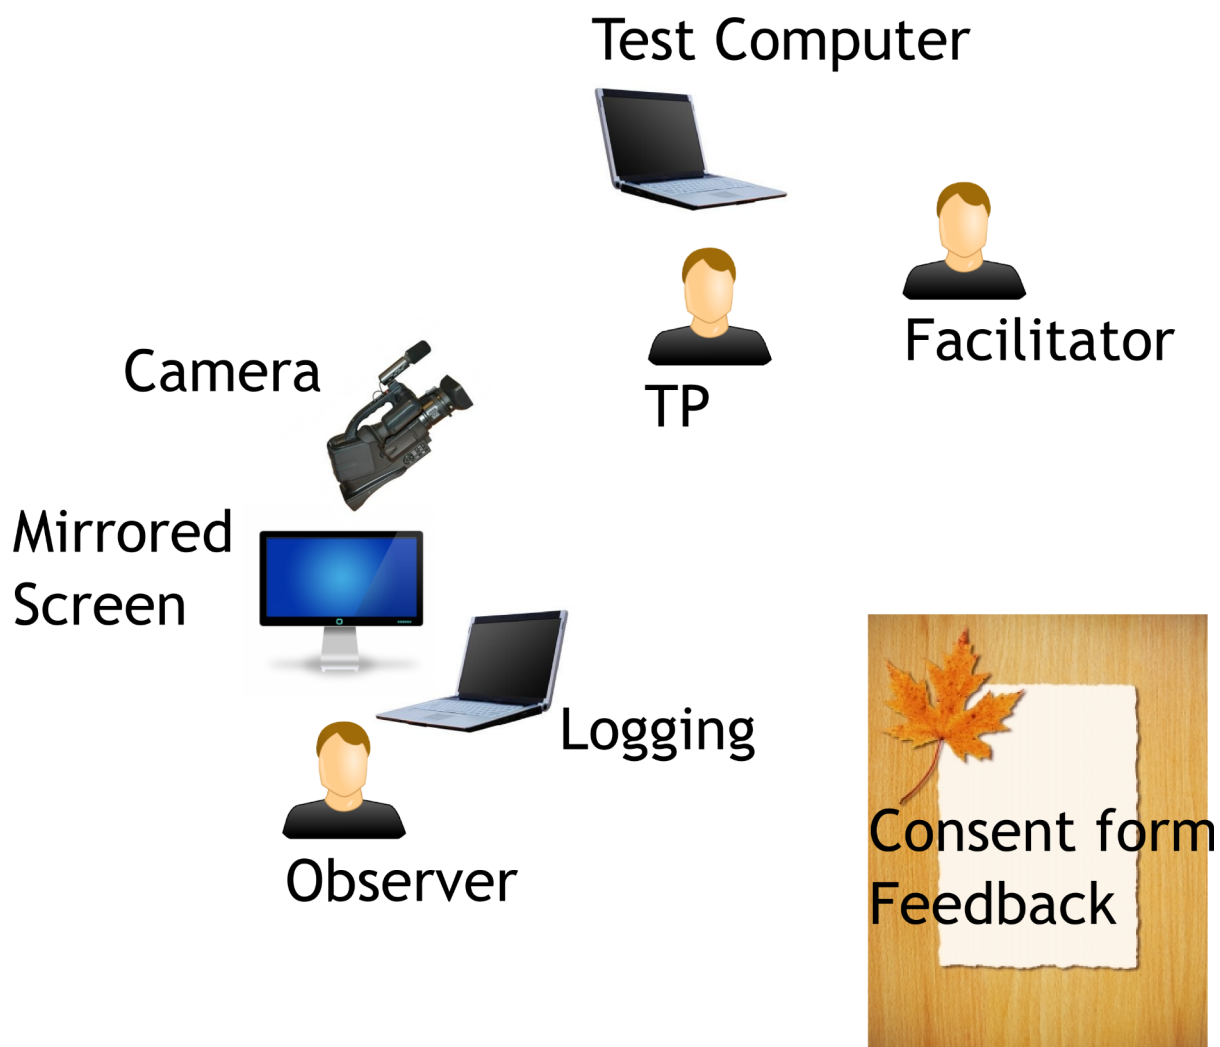 Test Computer
Facilitator
TP
Camera
Mirrored
Screen
Logging
Observer
Consent form
Feedback